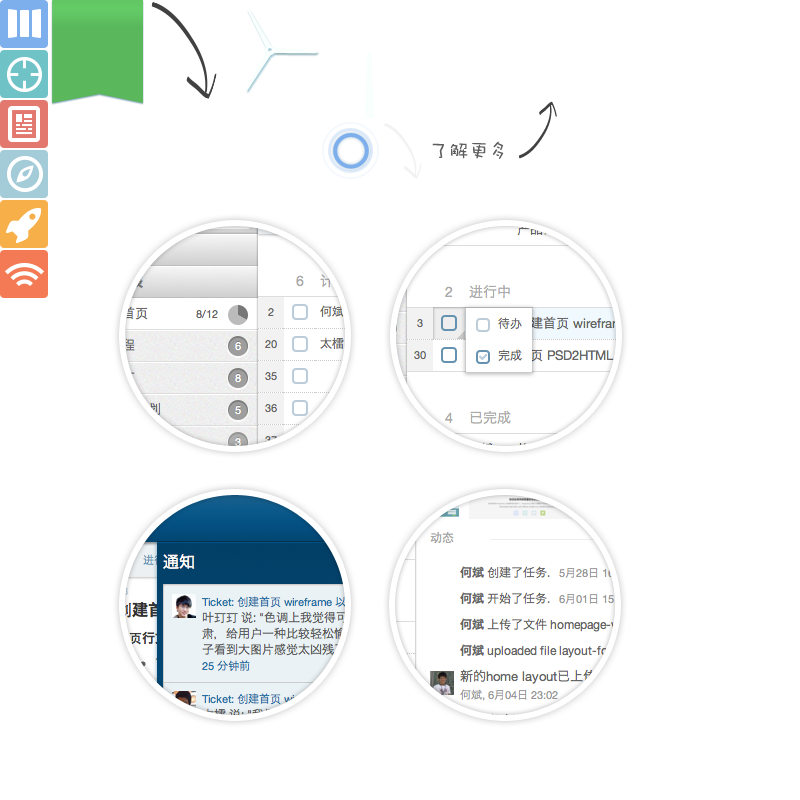 了解更多
6
首页 8/12
2 何斌
6
20 太檑
8
35
5
36
3
2 进行中
3 待办 建首页 wirefra
30 完成 页 PSD2HTML
4 已完成
通知
创建首
Ticket: 创建首页 wireframe 以
叶玎玎 说: "色调上我觉得可
肃，给用户一种比较轻松愉
子看到大图片感觉太凶残
25 分钟前
Ticket: 创建首页 wi
动态
何斌 创建了任务. 5月28日 16
何斌 开始了任务. 6月01日 15
何斌 上传了文件 homepage-
何斌 uploaded file layout-fo
新的home layout已上传
何斌, 6月04日 23:02